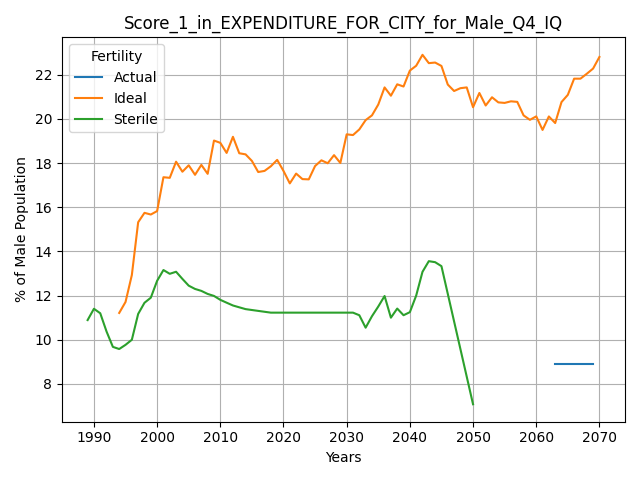 Score_1_in_EXPENDITURE_FOR_CITY_for_Male_Q4_IQ
Fertility
Actual
Ideal
Sterile
% of Male Population
22
20
18
16
14
12
10
8
1990 2000 2010 2020 2030 2040 2050 2060 2070
Years